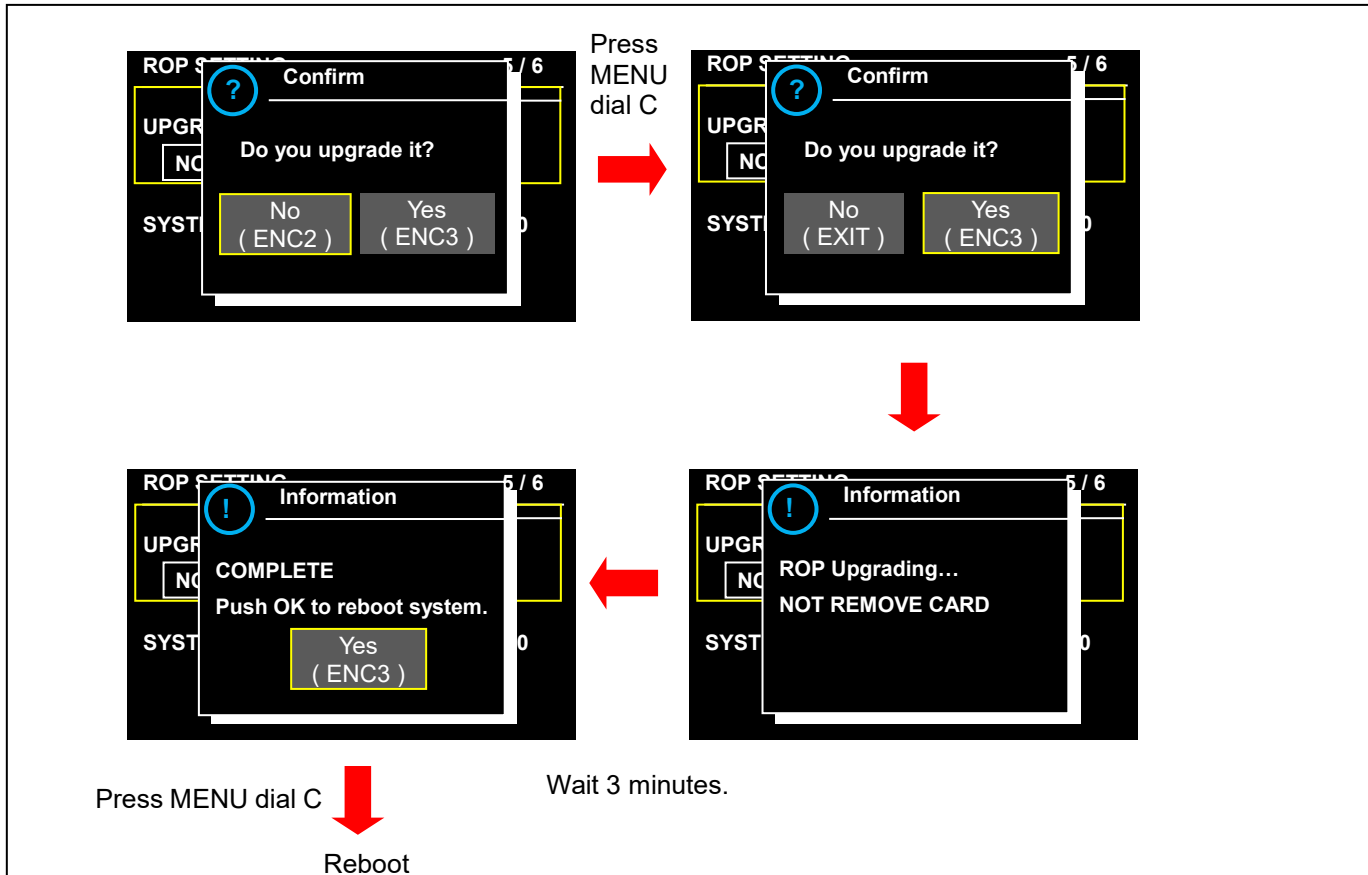 ROP SETTING 5 / 6
? Confirm
UPGR
NO
Do you upgrade it?
No
( ENC2 )
Yes
( ENC3 )
SYST 0
Press
MENU
dial C
ROP SETTING 5 / 6
? Confirm
UPGR
NO
Do you upgrade it?
No
( EXIT )
Yes
( ENC3 )
SYST 0
ROP SETTING 5 / 6
! Information
UPGR
NO
COMPLETE
Push OK to reboot system.
SYST 0
Yes
( ENC3 )
ROP SETTING 5 / 6
! Information
UPGR
NO
ROP Upgrading…
NOT REMOVE CARD
SYST 0
Press MENU dial C
Wait 3 minutes.
Reboot